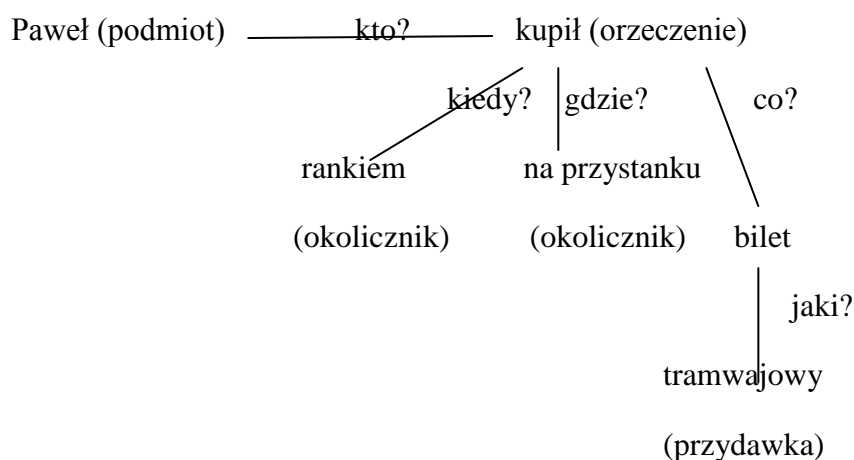 Paweł (podmiot) kto? kupił (orzeczenie)
kiedy? gdzie? co?
rankiem na przystanku
(okolicznik) (okolicznik) bilet
jaki?
tramwajowy
(przydawka)